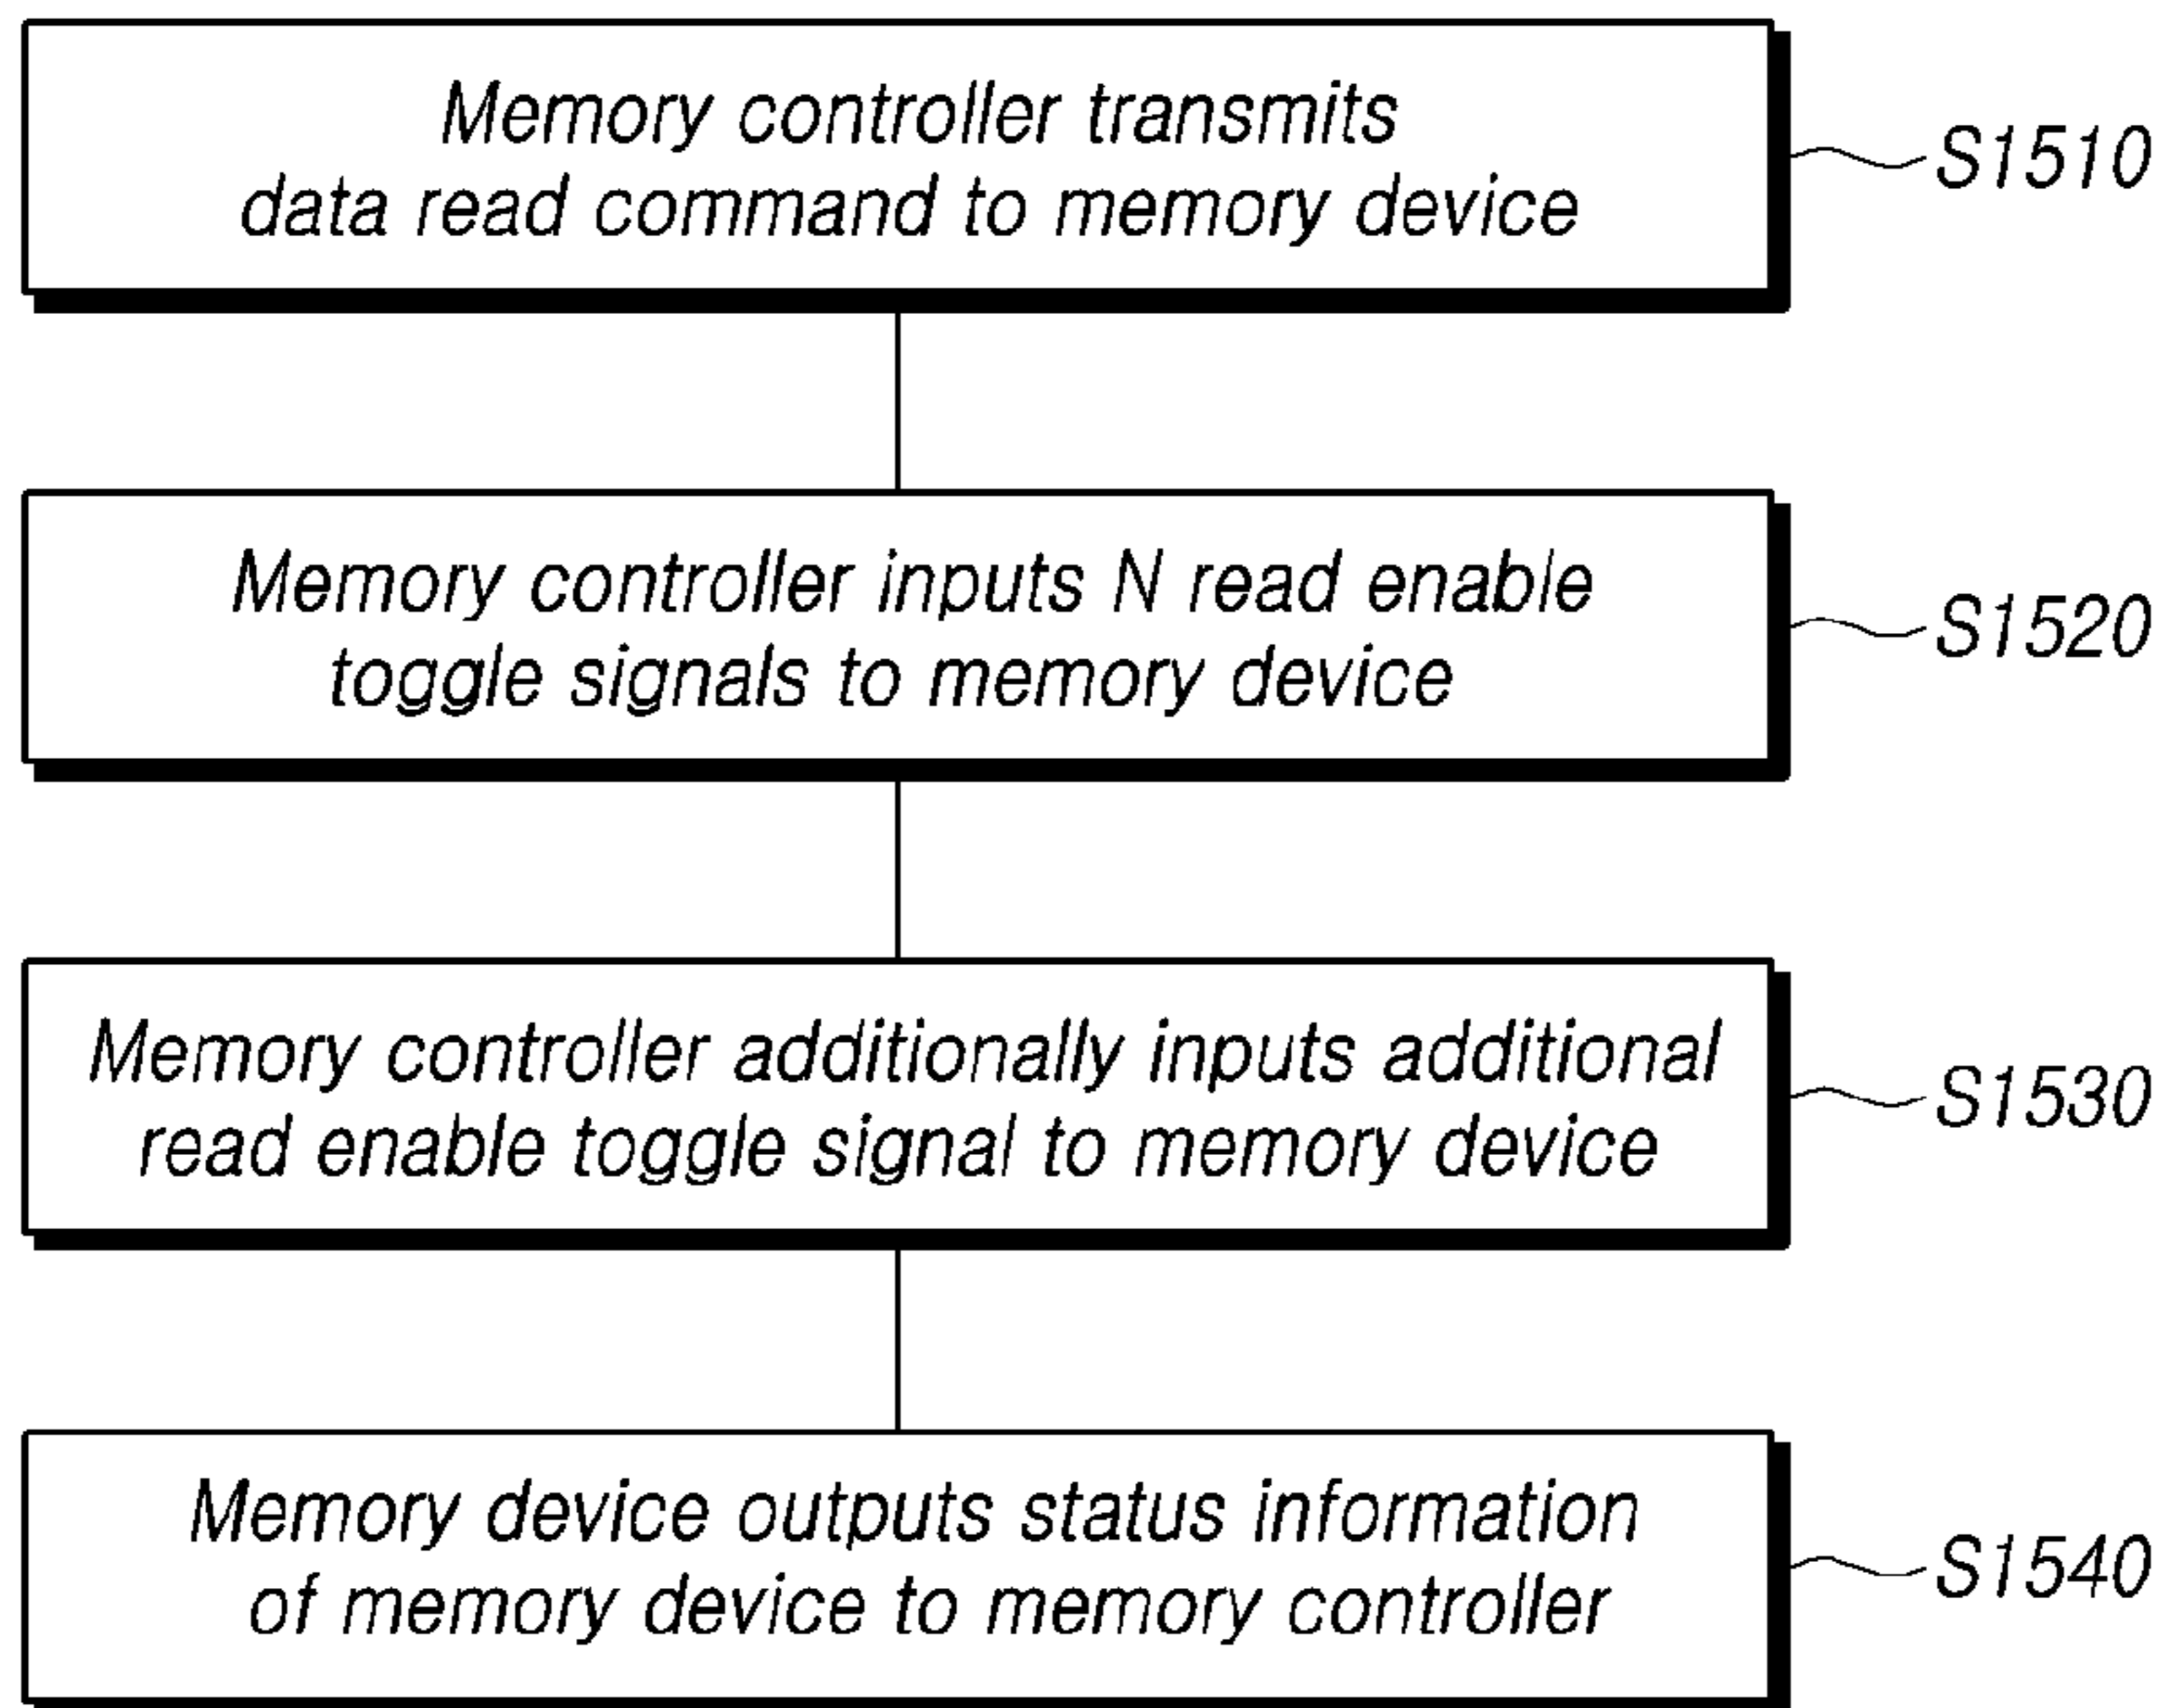 Memory controller transmits
data read command to memory device
S1510
Memory controller inputs N read enable
toggle signals to memory device
S1520
Memory controller additionally inputs additional
read enable toggle signal to memory device
S1530
Memory device outputs status information
of memory device to memory controller
S1540